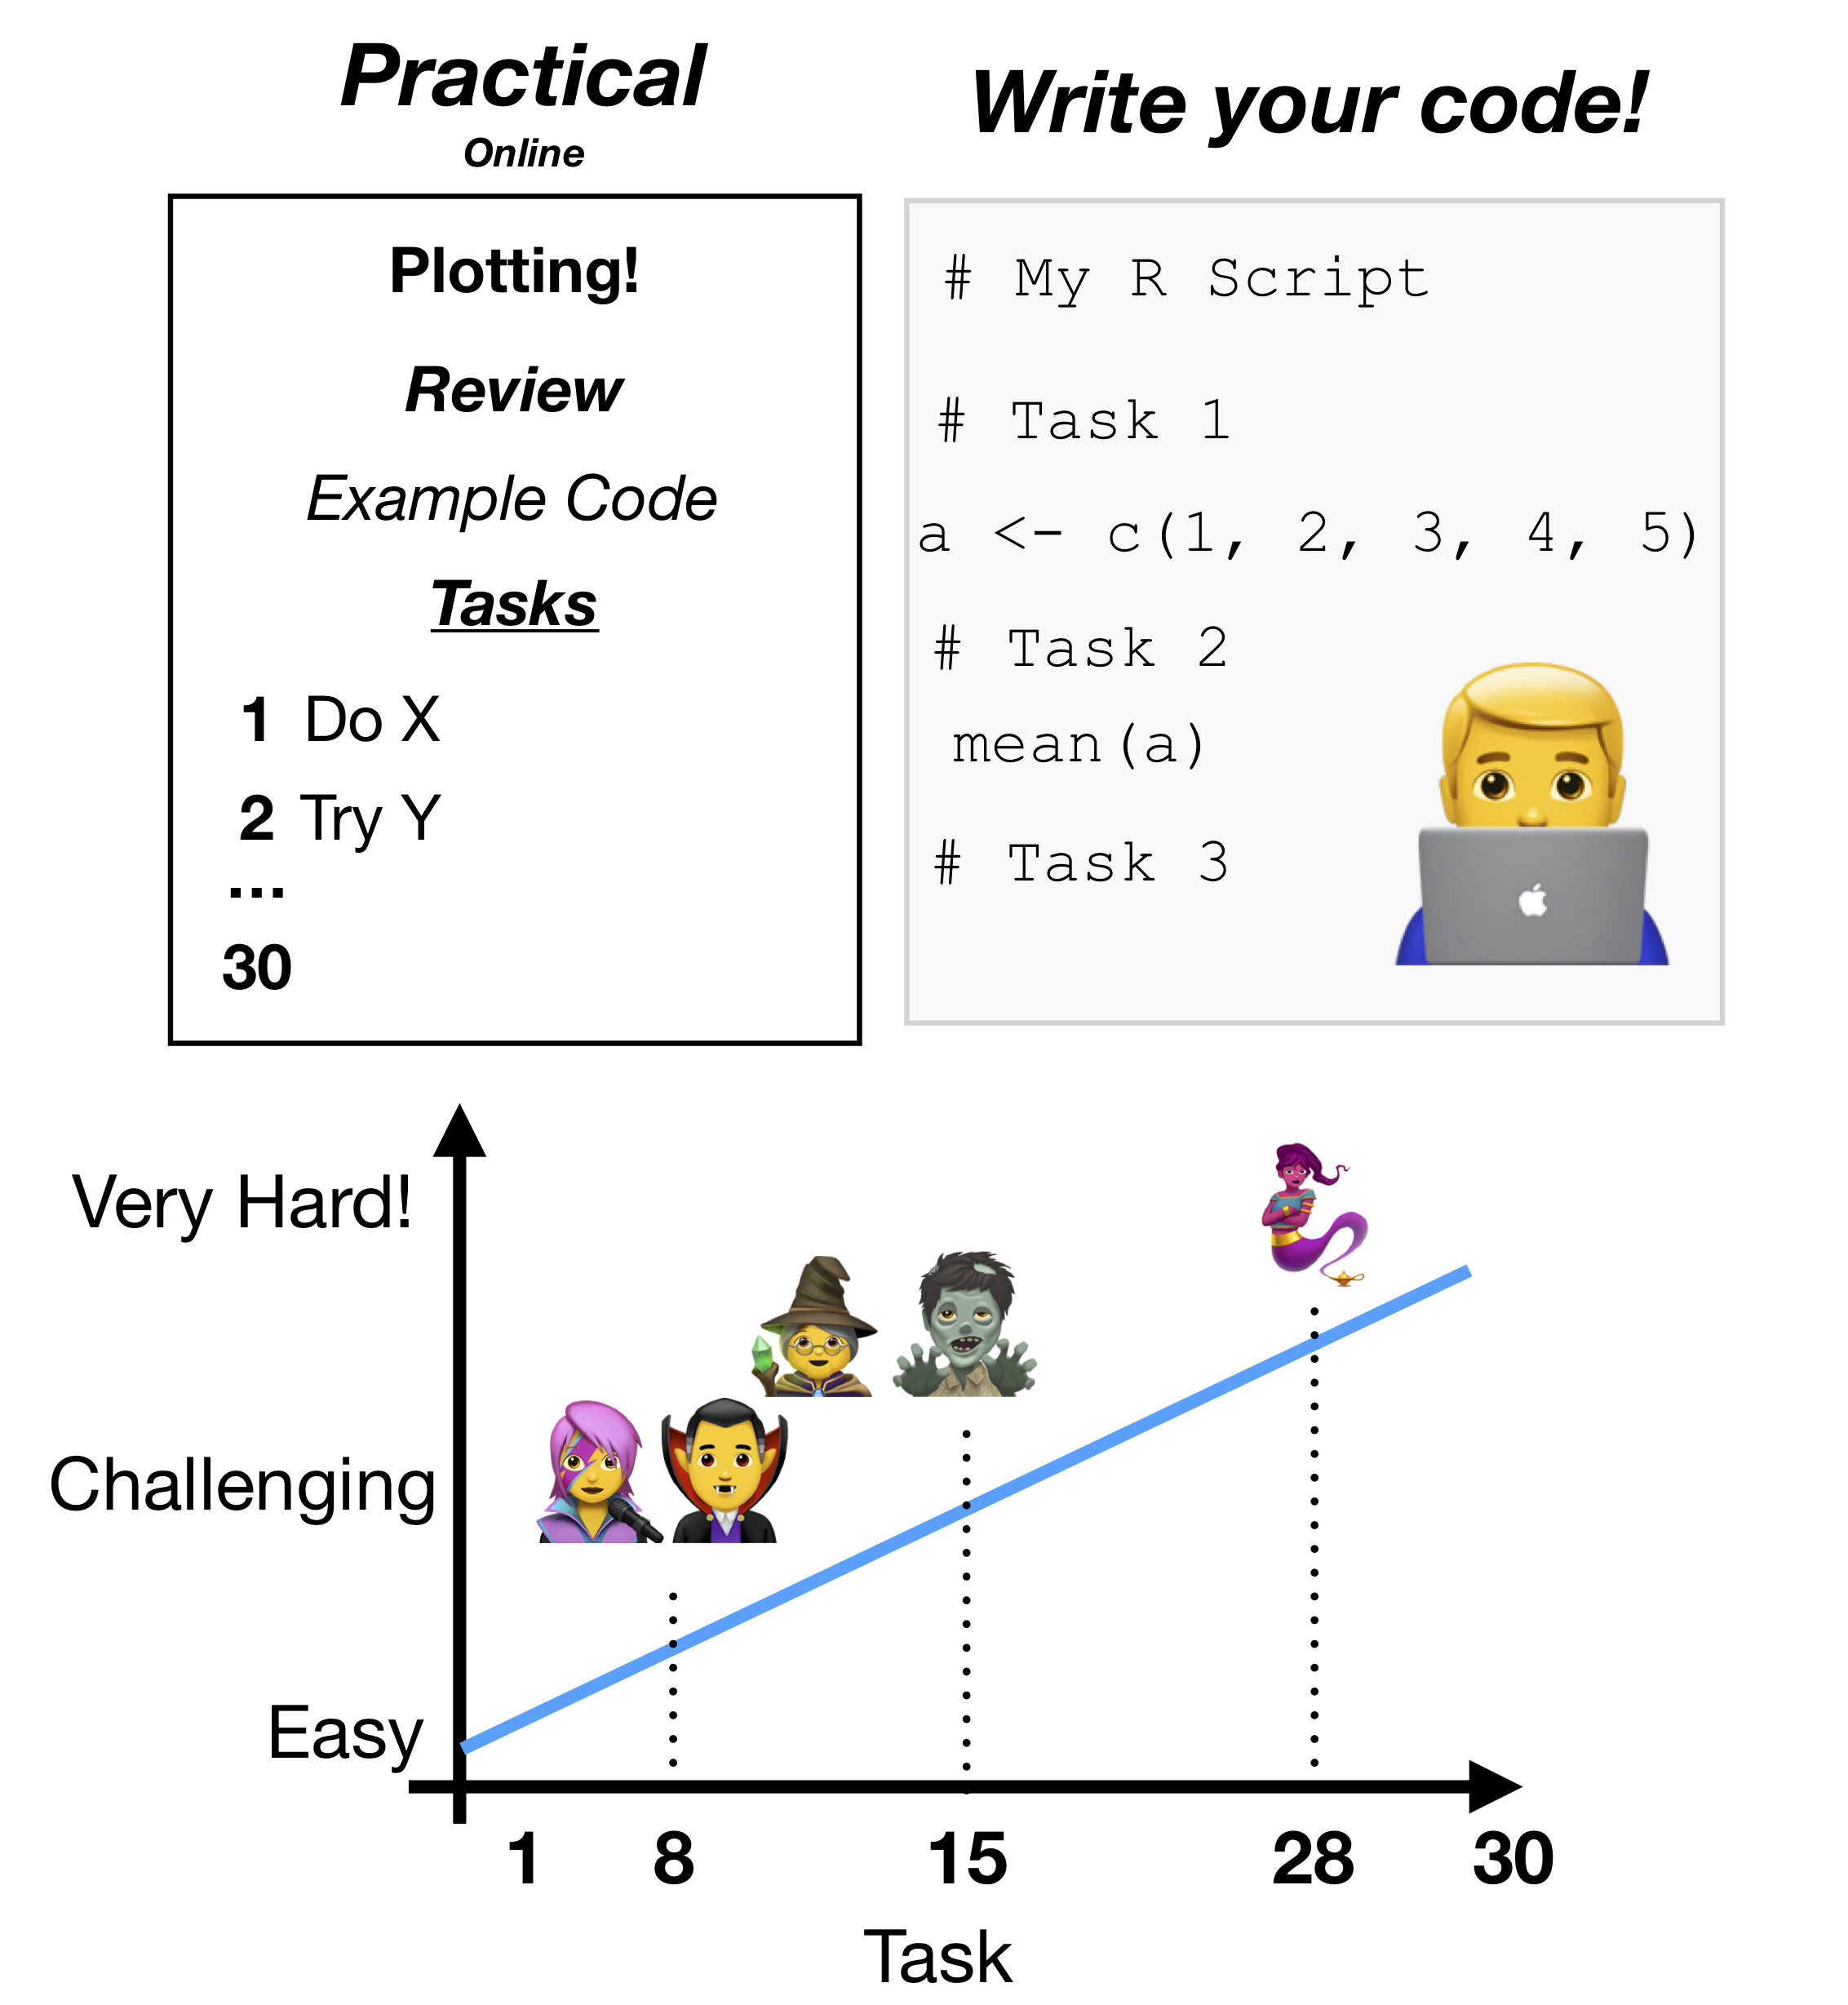 Practical
Online
Plotting!
Review
Example Code
Tasks
1 Do X
2 Try Y
...
30
Write your code!
# My R Script
# Task 1
a <- c(1, 2, 3, 4, 5)
# Task 2
mean(a)
# Task 3
Very Hard!
Challenging
Easy
1 8 15 28 30
Task